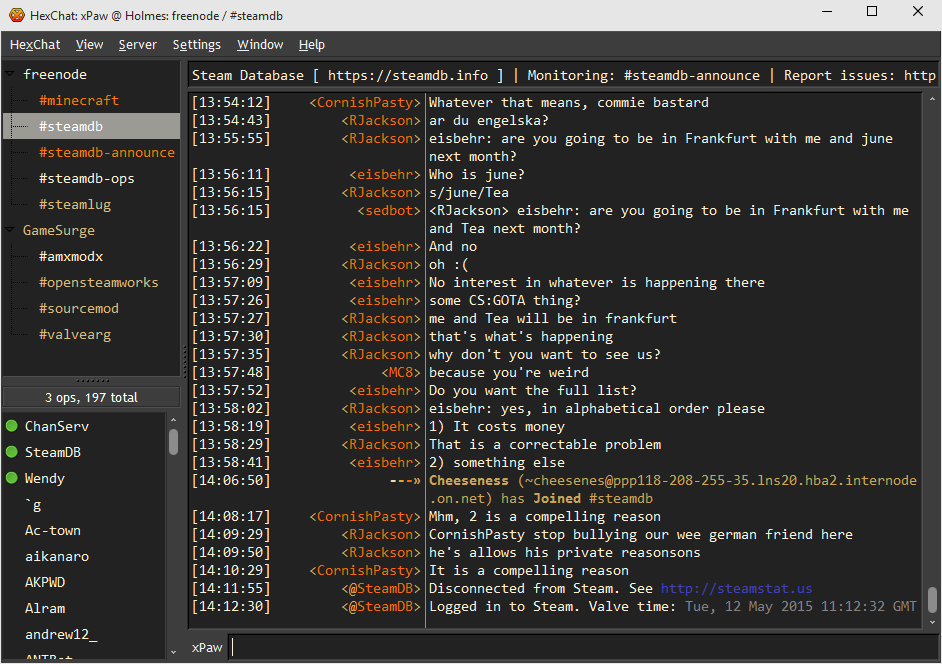 HexChat: xPaw @ Holmes: freenode / #steamdb
HexChat View Server Settings Window Help
freenode
#minecraft
#steamdb
#steamdb-announce
#steamdb-ops
#steamlug
GameSurge
#amxmodx
#opensteamworks
#sourcemod
#valvearg
3 ops, 197 total
ChanServ
SteamDB
Wendy
`g
Ac-town
aikanaro
AKPWD
Alram
andrew12_
Steam Database [ https://steamdb.info ] | Monitoring: #steamdb-announce | Report issues: http
[13:54:12] <CornishPasty> Whatever that means, commie bastard
[13:54:43] <RJackson> ar du engelska?
[13:55:55] <RJackson> eisbehr: are you going to be in Frankfurt with me and june
next month?
[13:56:11] <eisbehr> Who is june?
[13:56:15] <RJackson> s/june/Tea
[13:56:15] <sedbot> <RJackson> eisbehr: are you going to be in Frankfurt with me
and Tea next month?
[13:56:22] <eisbehr> And no
[13:56:29] <RJackson> oh :(
[13:57:09] <eisbehr> No interest in whatever is happening there
[13:57:26] <eisbehr> some CS:GOTA thing?
[13:57:27] <RJackson> me and Tea will be in frankfurt
[13:57:30] <RJackson> that's what's happening
[13:57:35] <RJackson> why don't you want to see us?
[13:57:48] <MC8> because you're weird
[13:57:52] <eisbehr> Do you want the full list?
[13:58:02] <RJackson> eisbehr: yes, in alphabetical order please
[13:58:19] <eisbehr> 1) It costs money
[13:58:29] <RJackson> That is a correctable problem
[13:58:41] <eisbehr> 2) something else
[14:06:50] ---» Cheeseness (~cheesenes@ppp118-208-255-35.lns20.hba2.internode
.on.net) has Joined #steamdb
[14:08:17] <CornishPasty> Mhm, 2 is a compelling reason
[14:09:29] <RJackson> CornishPasty stop bullying our wee german friend here
[14:09:50] <RJackson> he's allows his private reasonsons
[14:10:29] <CornishPasty> It is a compelling reason
[14:11:55] <@SteamDB> Disconnected from Steam. See http://steamstat.us
[14:12:30] <@SteamDB> Logged in to Steam. Valve time: Tue, 12 May 2015 11:12:32 GMT
xPaw